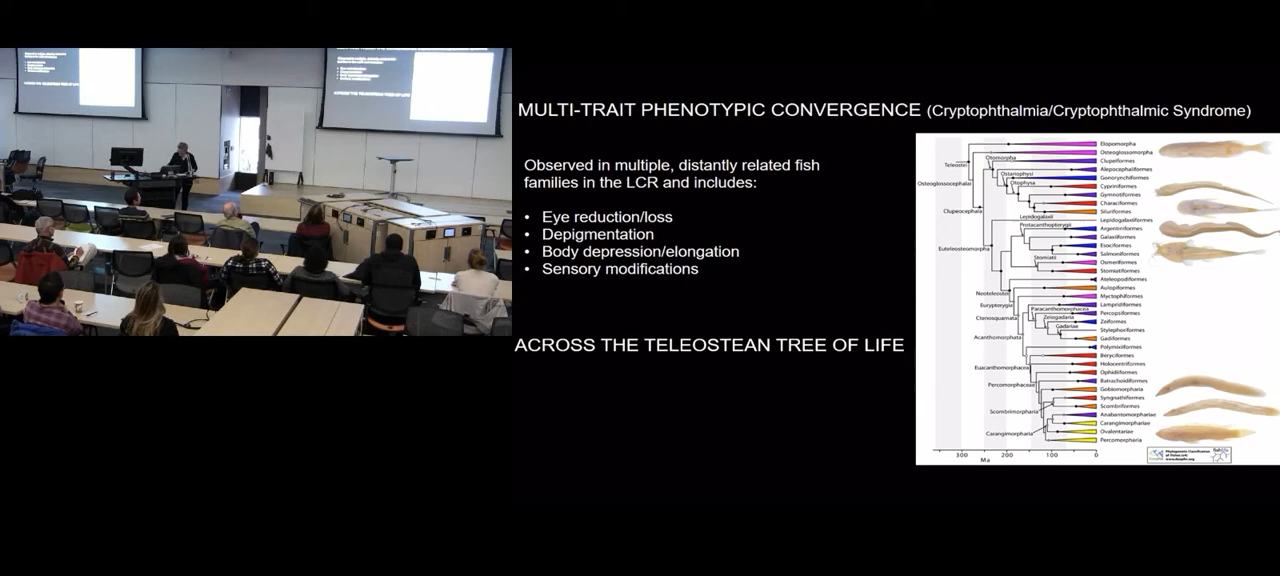 MULTI-TRAIT PHENOTYPIC CONVERGENCE (Cryptophthalmia/Cryptophthalmic Syndrome)
Observed in multiple, distantly related fish
families in the LCR and includes:
• Eye reduction/loss
• Depigmentation
• Body depression/elongation
• Sensory modifications
ACROSS THE TELEOSTEAN TREE OF LIFE
Elopomorpha
Osteoglossomorpha
Otomorpha
Clupeiformes
Teleostei
Alepocephaliformes
Ostariophysi
Gonorynchiformes
Osteoglossocephalai
Otophysa
Cypriniformes
Gymnotiformes
Characiformes
Clupeocephala
Siluriformes
Lepidogalaxii
Lepidogalaxiiformes
Protacanthopterygii
Argentiniformes
Galaxiiformes
Euteleosteomorpha
Esociformes
Salmoniformes
Stomiatii
Osmeriformes
Stomiatiformes
Ateleopodiformes
Aulopiformes
Neoteleostei
Myctophiformes
Eurypterygia
Lampridiformes
Paracanthomorphacea
Percopsiformes
Ctenosquamata
Zeiogadaria
Zeiformes
Gadariae
Stylephoriformes
Acanthomorphata
Gadiformes
Polymixiiformes
Beryciformes
Euacanthomorphacea
Holocentriformes
Ophidiiformes
Batrachoidiformes
Percomorphaceae
Gobiomorpharia
Syngnathiformes
Scombriformes
Scombrimorpharia
Anabantomorphariae
Carangimorphariae
Carangimorpharia
Ovalentariae
Percomorpharia
300 200 100 0
Ma
Phylogenetic Classification